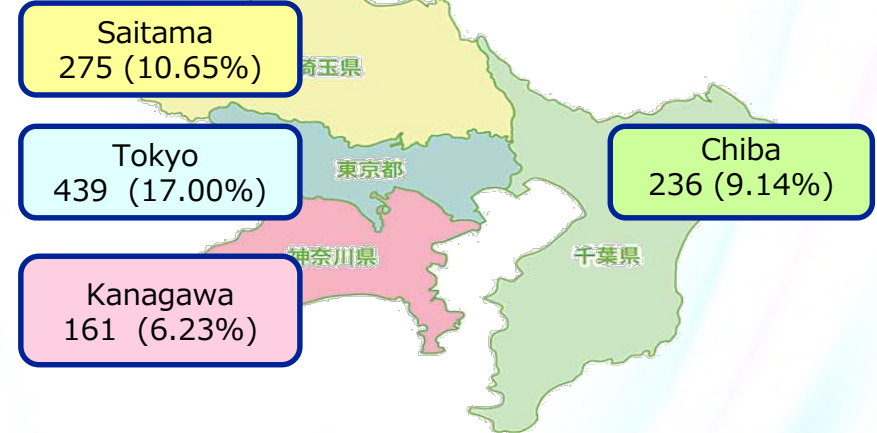 Saitama
275 (10.65%)
埼玉県
Tokyo
439 (17.00%)
東京都
Chiba
236 (9.14%)
Kanagawa
161 (6.23%)
神奈川県
千葉県